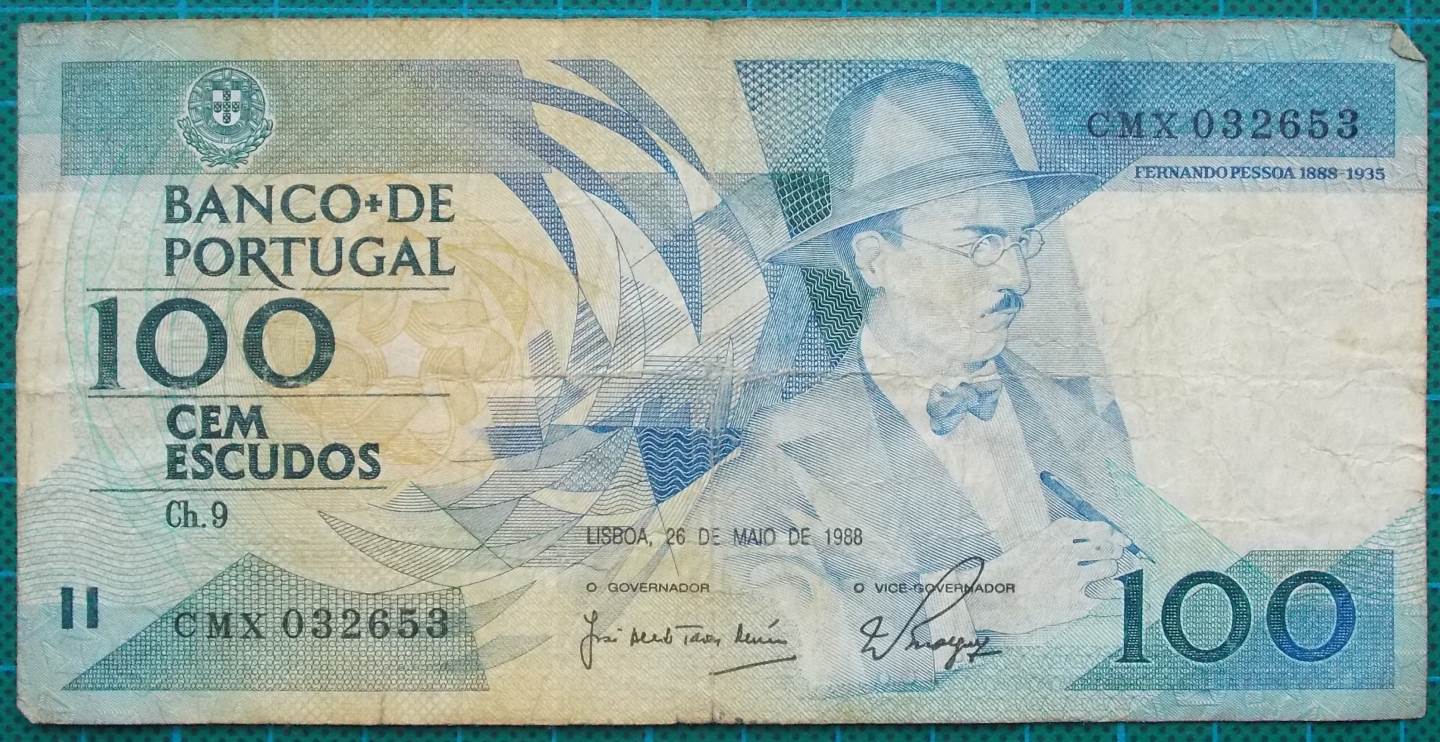 CMX 032653
FERNANDO PESSOA 1888-1935
BANCO+DE
PORTUGAL
100
CEM
ESCUDOS
Ch. 9
LISBOA, 26 DE MAIO DE 1988
O GOVERNADOR
O VICE-GOVERNADOR
CMX 032653
José
100